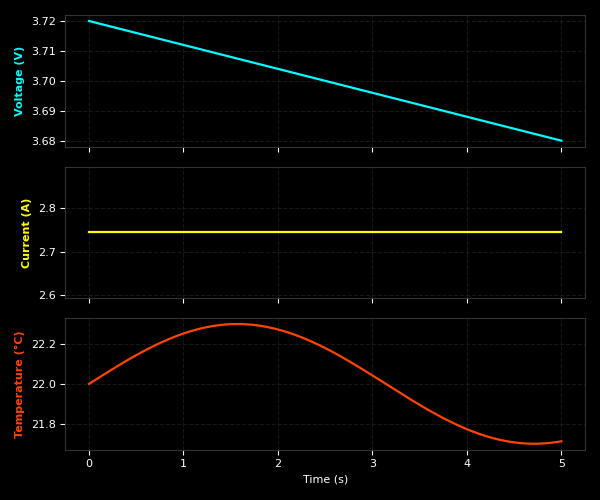 Voltage (V)
3.72
3.71
3.70
3.69
3.68
Current (A)
2.8
2.7
2.6
Temperature (°C)
22.2
22.0
21.8
0 1 2 3 4 5
Time (s)